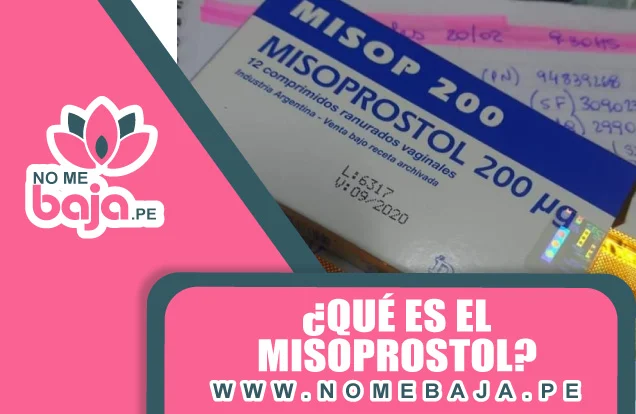 20/02
MISOP 200
MISOPROSTOL 200 µg
12 comprimidos ranurados vaginales
Industria Argentina - Venta bajo receta archivada
L:6317
V:09/2020
(PN) 94839268
(SF)
NO ME
baja.PE
¿QUÉ ES EL
MISOPROSTOL?
WWW.NOMEBAJA.PE